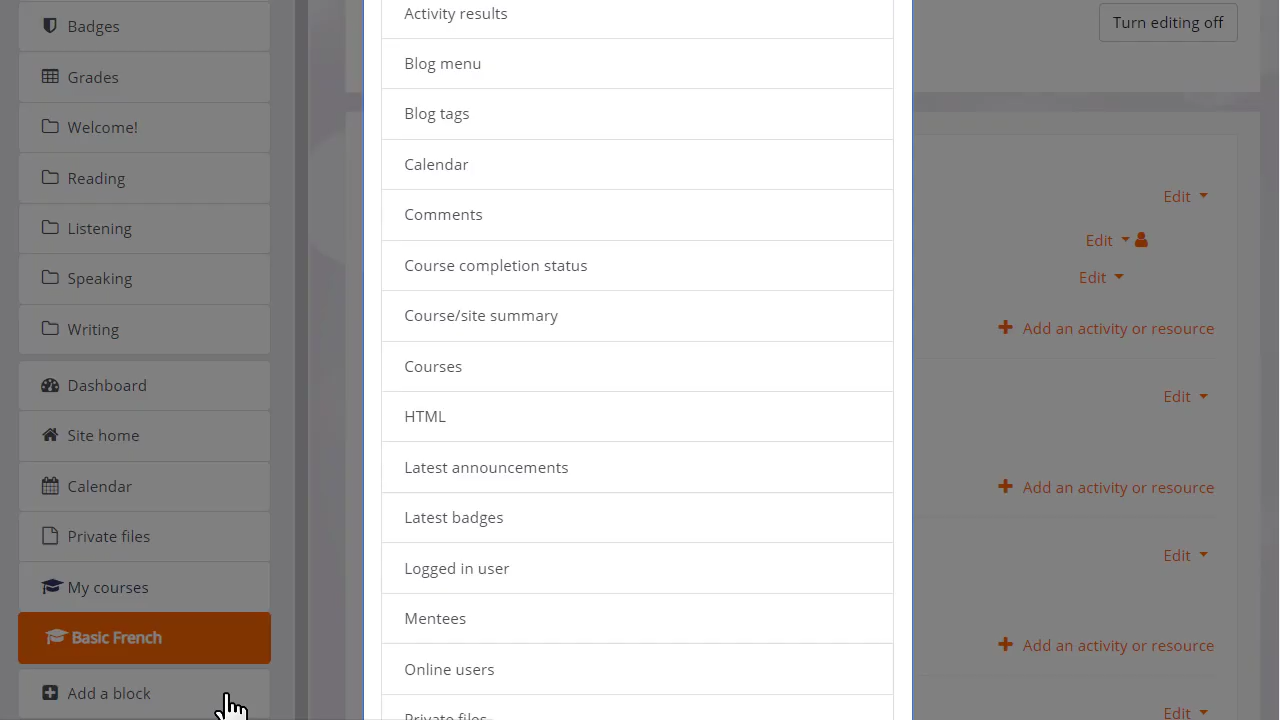 Badges
Grades
Welcome!
Reading
Listening
Speaking
Writing
Dashboard
Site home
Calendar
Private files
My courses
Basic French
Add a block
Activity results
Blog menu
Blog tags
Calendar
Comments
Course completion status
Course/site summary
Courses
HTML
Latest announcements
Latest badges
Logged in user
Mentees
Online users
Private files
Turn editing off
Edit
Edit
Edit
Add an activity or resource
Edit
Add an activity or resource
Edit
Add an activity or resource
Edit